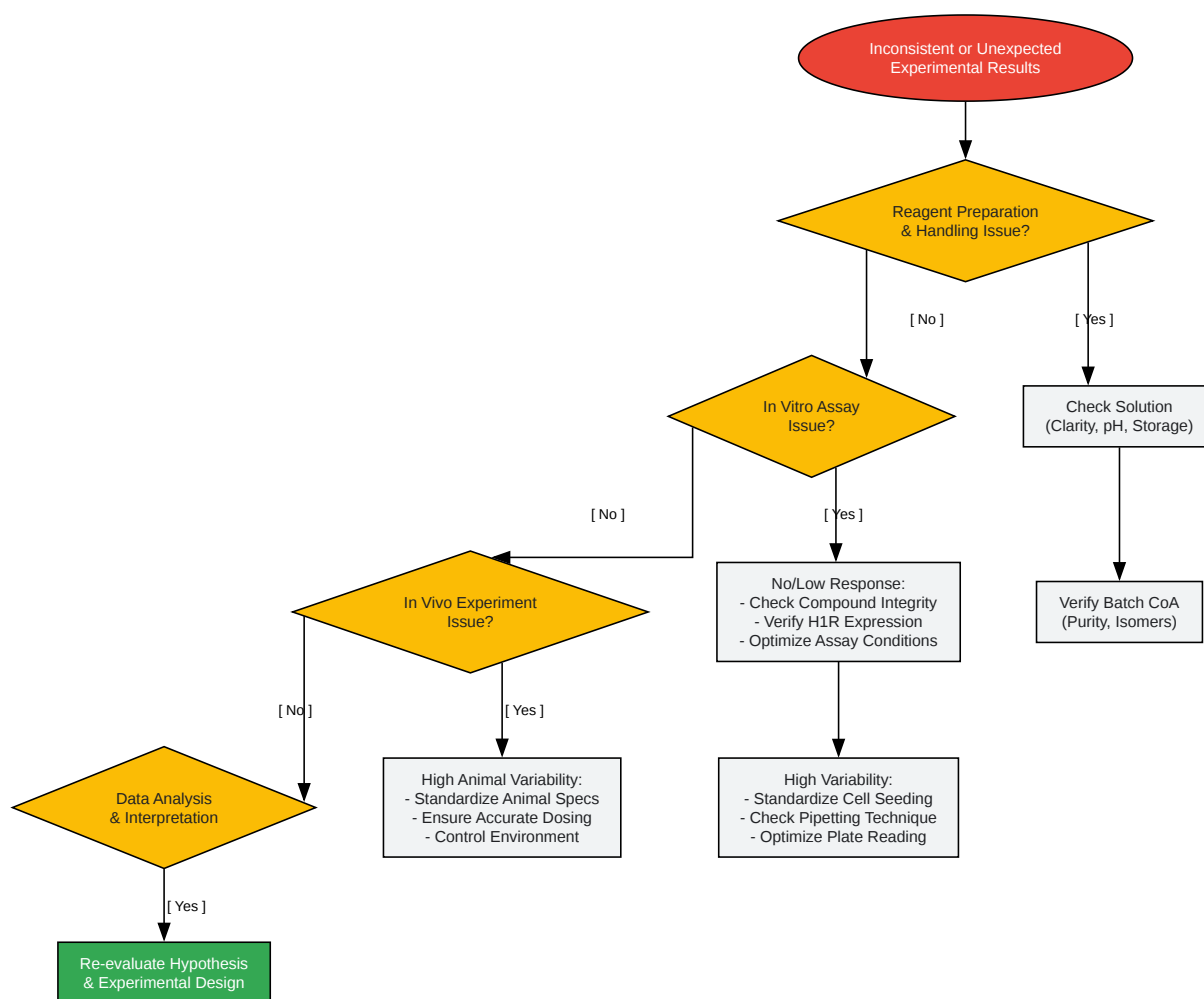 Inconsistent or Unexpected
Experimental Results
Reagent Preparation
& Handling Issue?
[ No ]
[ Yes ]
In Vitro Assay
Issue?
Check Solution
(Clarity, pH, Storage)
[ No ]
[ Yes ]
In Vivo Experiment
Issue?
No/Low Response:
- Check Compound Integrity
- Verify H1R Expression
- Optimize Assay Conditions
Verify Batch CoA
(Purity, Isomers)
[ No ]
[ Yes ]
Data Analysis
& Interpretation
High Animal Variability:
- Standardize Animal Specs
- Ensure Accurate Dosing
- Control Environment
High Variability:
- Standardize Cell Seeding
- Check Pipetting Technique
- Optimize Plate Reading
[ Yes ]
Re-evaluate Hypothesis
& Experimental Design